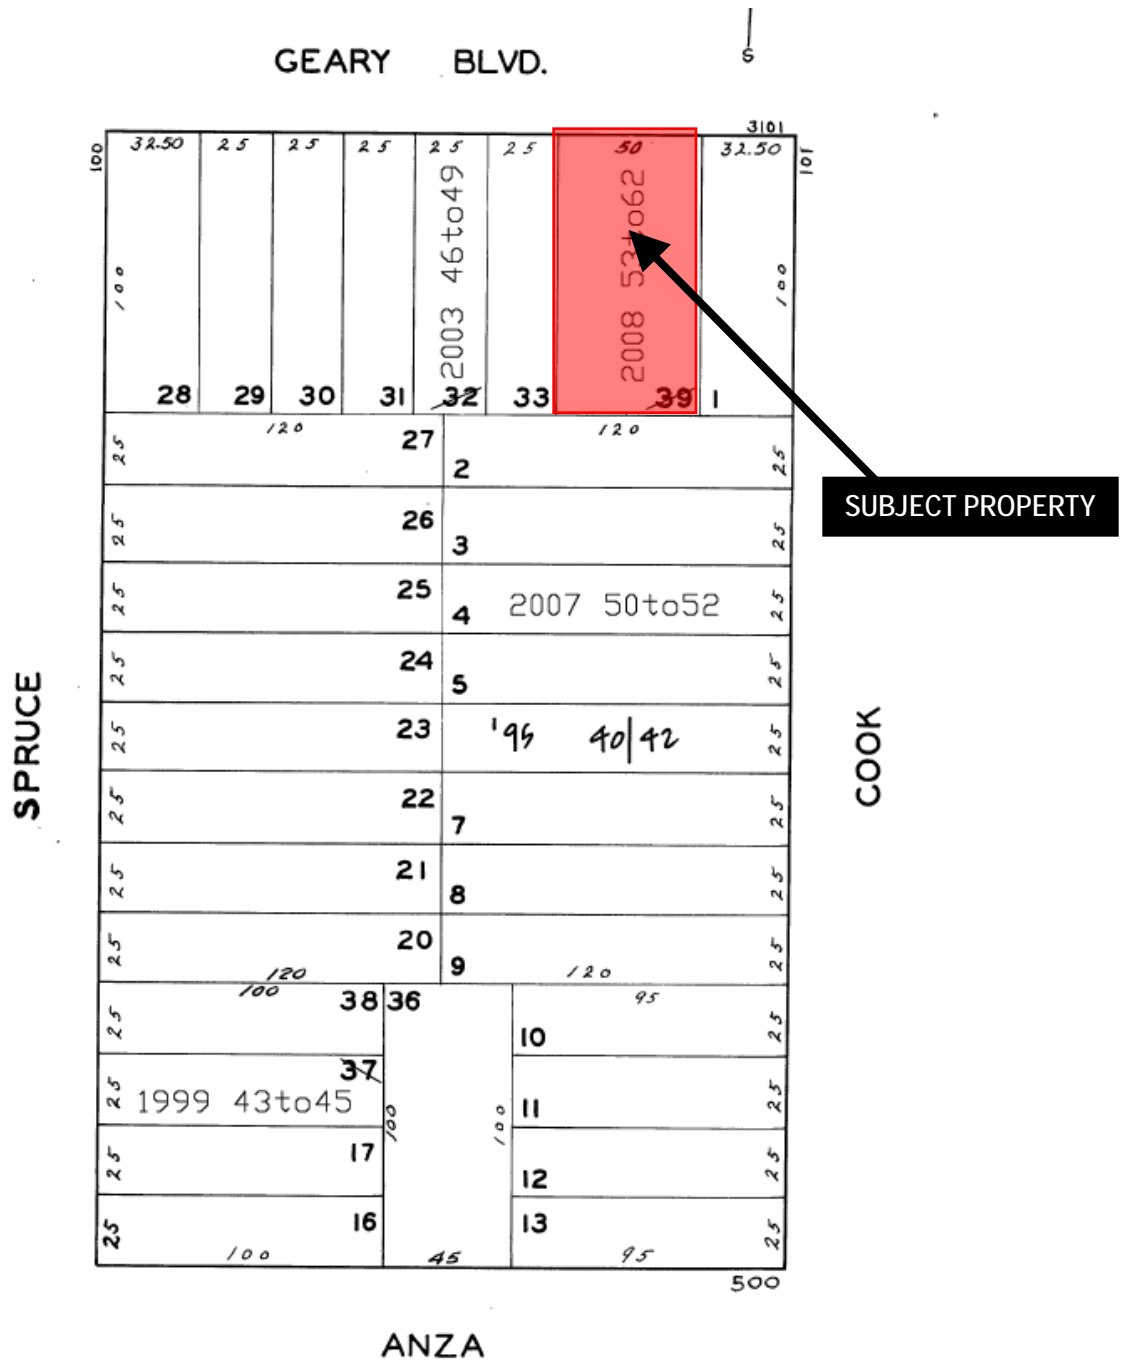 S
GEARY BLVD.
3101
100 32.50 25 25 25 25 25 50 32.50 101
2003 46to49
2008 53to62
100 100
28 29 30 31 32 33 39 1
120 120
25 27 2 25
SUBJECT PROPERTY
25 26 3 25
25 25 4 2007 50to52 25
25 24 5 25
SPRUCE
COOK
25 23 '95 40|42 25
25 22 7 25
25 21 8 25
25 20 9 25
120 120
100 95
25 38 36 10 25
37
25 1999 43to45 100 100 11 25
25 17 12 25
25 16 13 25
100 45 95
500
ANZA